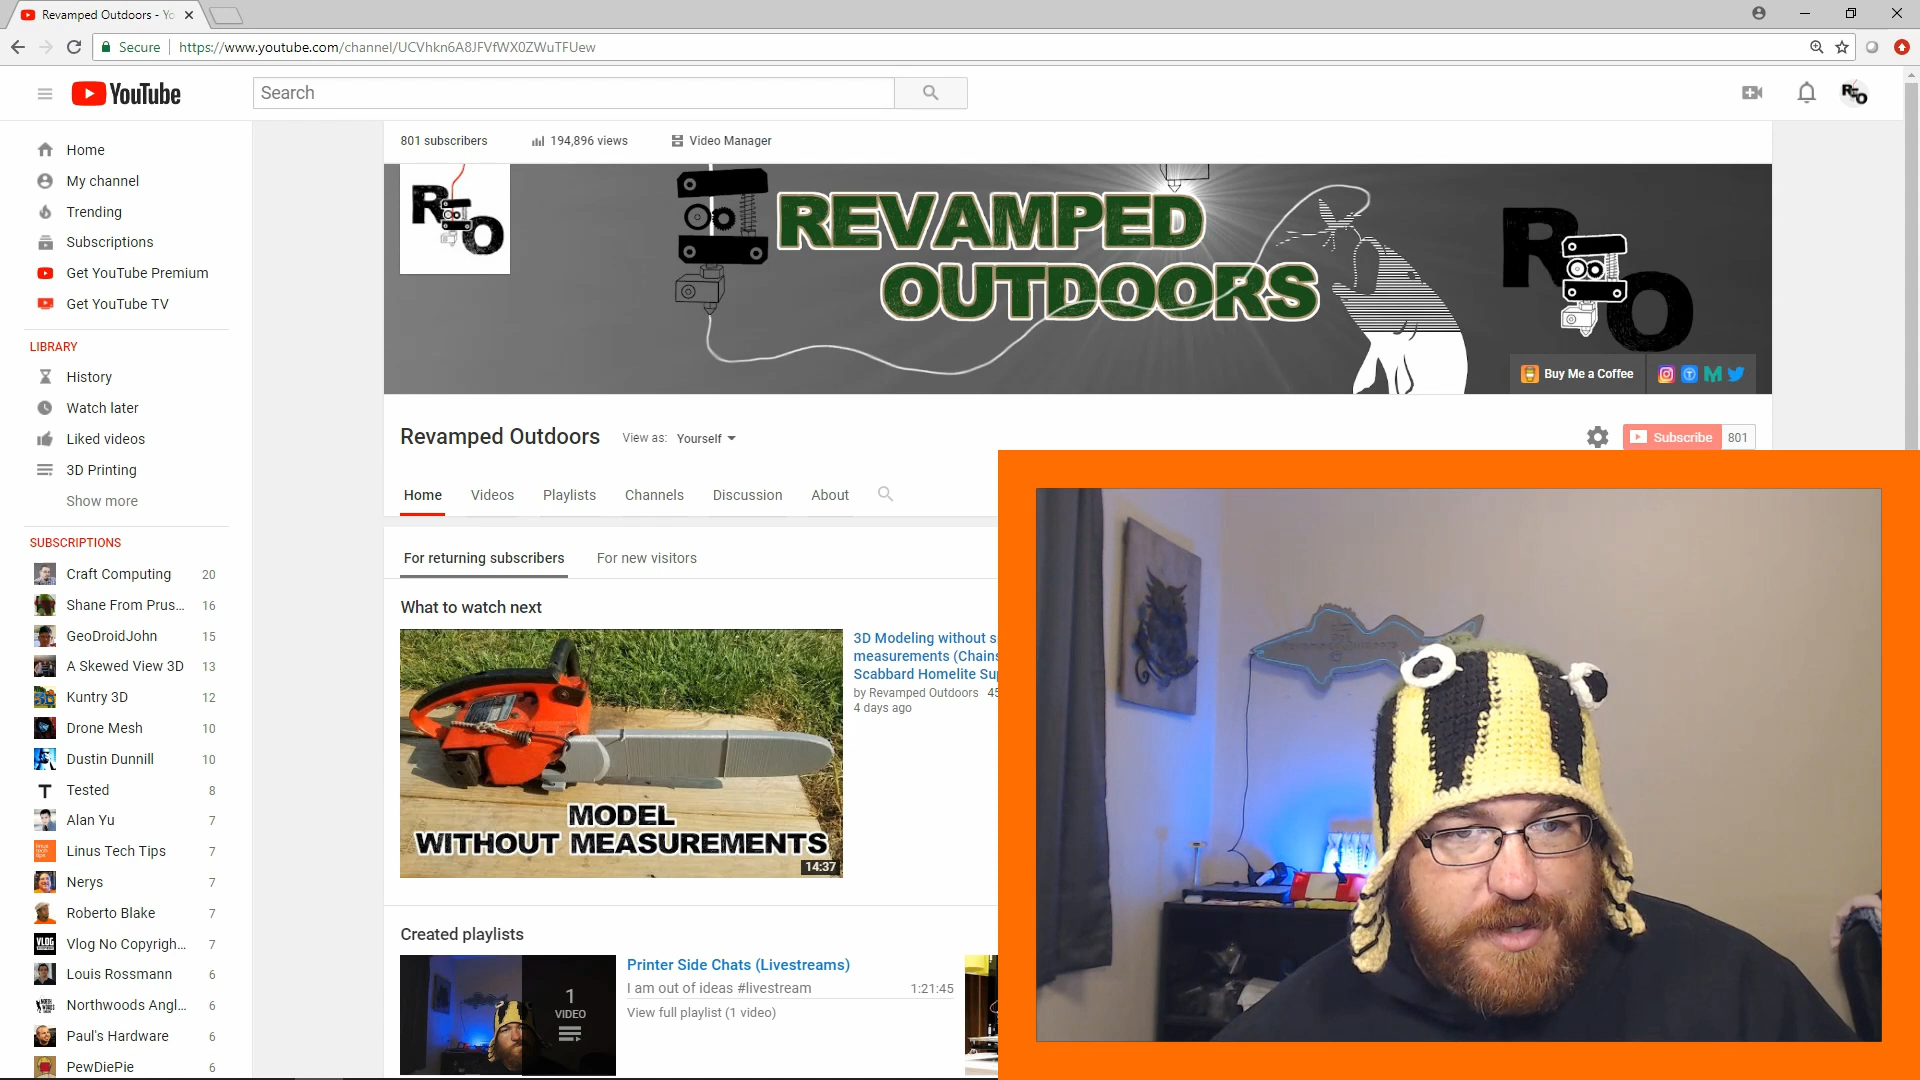 Revamped Outdoors - Yo
Secure
https://www.youtube.com/channel/UCVhkn6A8JFVfWX0ZWuTFUew
YouTube
Search
RO
Home
My channel
Trending
Subscriptions
Get YouTube Premium
Get YouTube TV
LIBRARY
History
Watch later
Liked videos
3D Printing
Show more
SUBSCRIPTIONS
Craft Computing 20
Shane From Prus... 16
GeoDroidJohn 15
A Skewed View 3D 13
Kuntry 3D 12
Drone Mesh 10
Dustin Dunnill 10
Tested 8
Alan Yu 7
Linus Tech Tips 7
Nerys 7
Roberto Blake 7
Vlog No Copyrigh... 7
Louis Rossmann 6
Northwoods Angl... 6
Paul's Hardware 6
PewDiePie 6
801 subscribers
194,896 views
Video Manager
RO
REVAMPED
OUTDOORS
RO
Buy Me a Coffee
Revamped Outdoors
View as: Yourself
Subscribe 801
Home
Videos
Playlists
Channels
Discussion
About
For returning subscribers
For new visitors
What to watch next
MODEL
WITHOUT MEASUREMENTS
14:37
3D Modeling without s
measurements (Chains
Scabbard Homelite Su
by Revamped Outdoors 45
4 days ago
Created playlists
1
VIDEO
Printer Side Chats (Livestreams)
I am out of ideas #livestream 1:21:45
View full playlist (1 video)